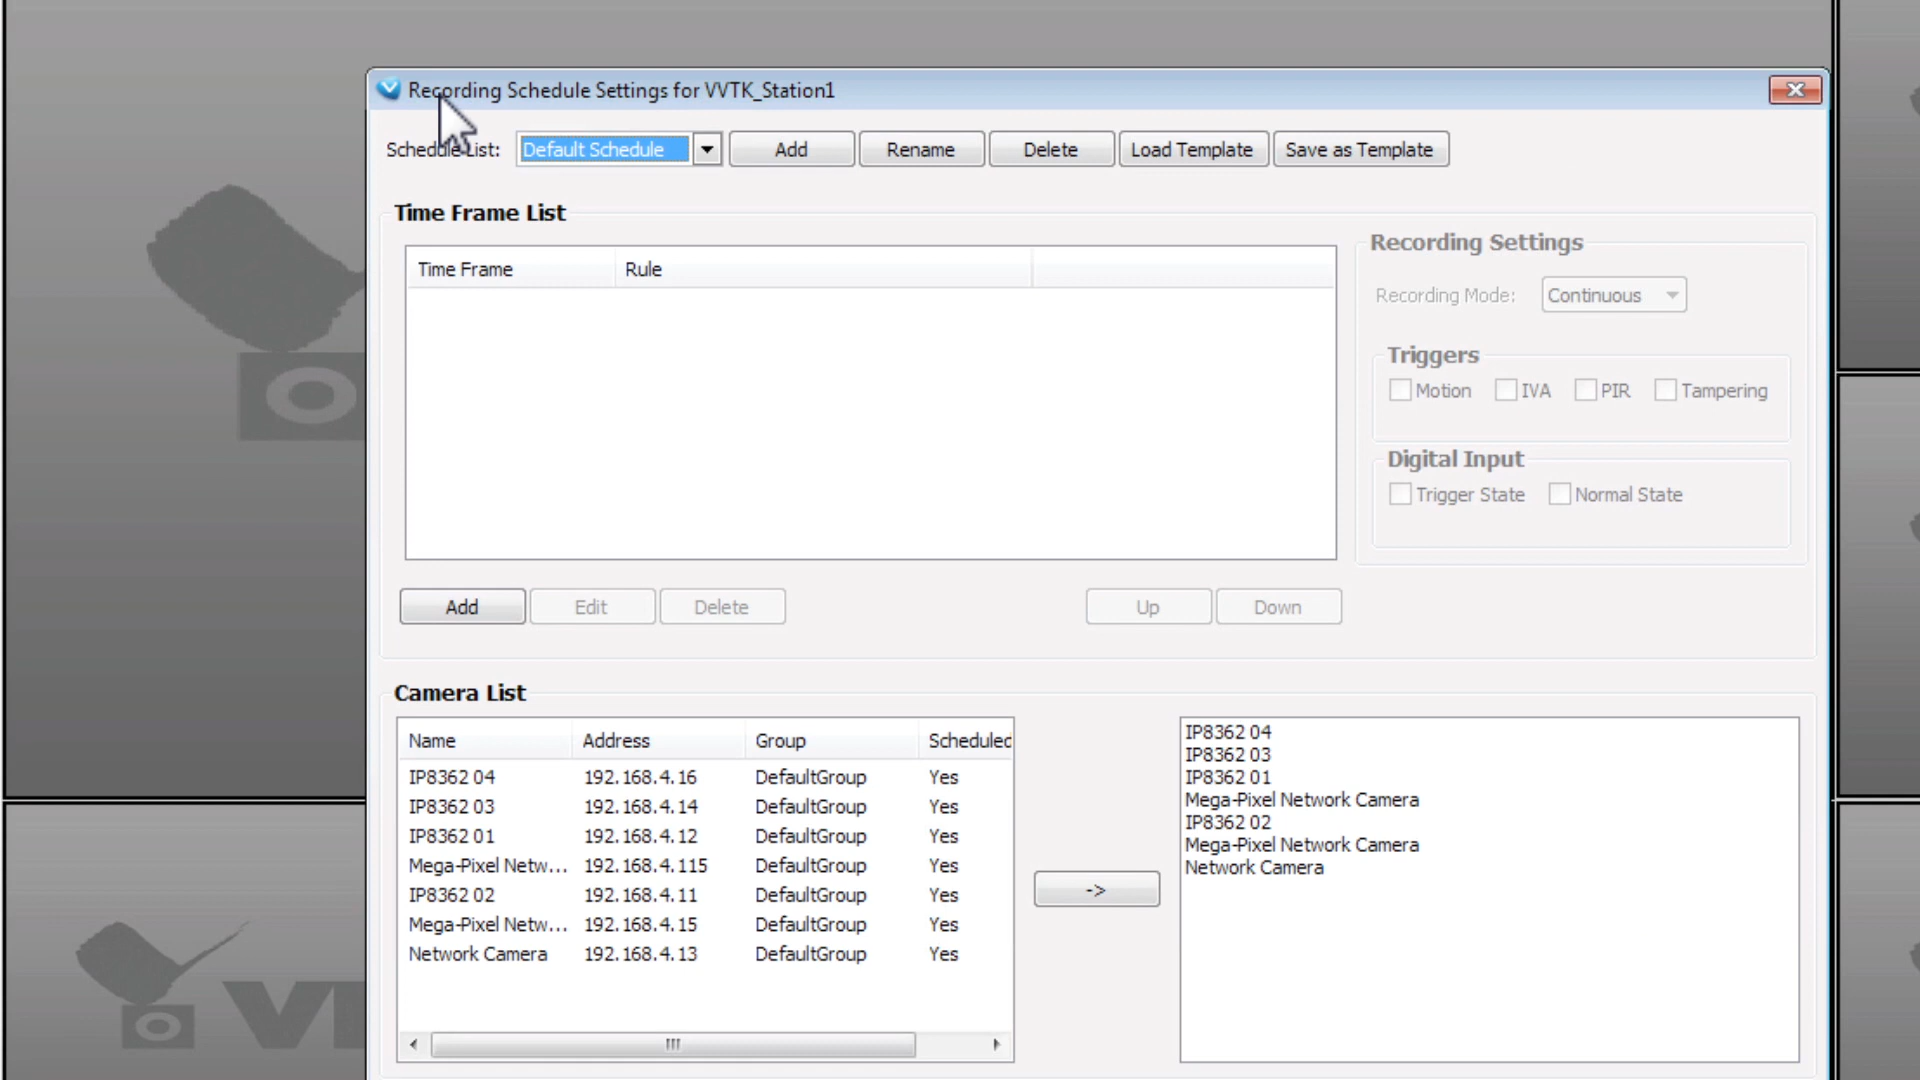 Recording Schedule Settings for VVTK_Station1
Schedule List: Default Schedule Add Rename Delete Load Template Save as Template
Time Frame List
Time Frame Rule
Recording Settings
Recording Mode: Continuous
Triggers
Motion IVA PIR Tampering
Digital Input
Trigger State Normal State
Add Edit Delete Up Down
Camera List
Name Address Group Scheduled
IP8362 04 192.168.4.16 DefaultGroup Yes
IP8362 03 192.168.4.14 DefaultGroup Yes
IP8362 01 192.168.4.12 DefaultGroup Yes
Mega-Pixel Netw... 192.168.4.115 DefaultGroup Yes
IP8362 02 192.168.4.11 DefaultGroup Yes
Mega-Pixel Netw... 192.168.4.15 DefaultGroup Yes
Network Camera 192.168.4.13 DefaultGroup Yes
->
IP8362 04
IP8362 03
IP8362 01
Mega-Pixel Network Camera
IP8362 02
Mega-Pixel Network Camera
Network Camera